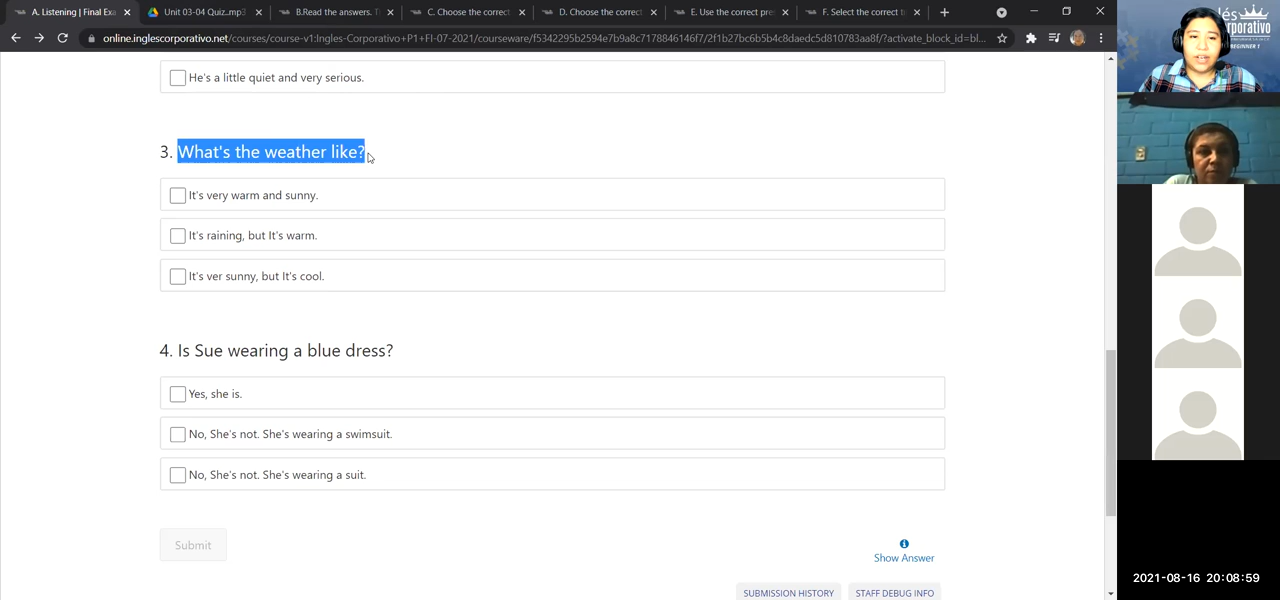 A. Listening | Final Exa
Unit 03-04 Quiz..mp3
B.Read the answers. T
C. Choose the correct
D. Choose the correct
E. Use the correct pre
F. Select the correct t
online.inglescorporativo.net/courses/course-v1:Ingles-Corporativo+P1+FI-07-2021/courseware/f5342295b2594e7b9a8c7178846146f7/2f1b27bc6b5b4c8daedc5d810783aa8f/?activate_block_id=bl...
He's a little quiet and very serious.
3. What's the weather like?
It's very warm and sunny.
It's raining, but It's warm.
It's ver sunny, but It's cool.
4. Is Sue wearing a blue dress?
Yes, she is.
No, She's not. She's wearing a swimsuit.
No, She's not. She's wearing a suit.
Submit
Show Answer
SUBMISSION HISTORY
STAFF DEBUG INFO
lés
orporativo
BEGINNER 1
2021-08-16 20:08:59